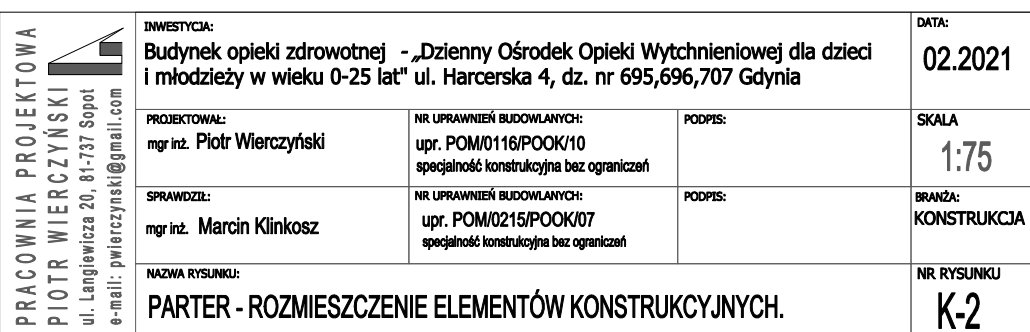 PRACOWNIA PROJEKTOWA
PIOTR WIERCZYŃSKI
ul. Langiewicza 20, 81-737 Sopot
e-mail: pwierczynski@gmail.com
INWESTYCJA:
Budynek opieki zdrowotnej - „Dzienny Ośrodek Opieki Wytchnieniowej dla dzieci
i młodzieży w wieku 0-25 lat" ul. Harcerska 4, dz. nr 695,696,707 Gdynia
DATA:
02.2021
PROJEKTOWAŁ:
mgr inż. Piotr Wierczyński
NR UPRAWNIEŃ BUDOWLANYCH:
upr. POM/0116/POOK/10
specjalność konstrukcyjna bez ograniczeń
PODPIS:
SKALA
1:75
SPRAWDZIŁ:
mgr inż. Marcin Klinkosz
NR UPRAWNIEŃ BUDOWLANYCH:
upr. POM/0215/POOK/07
specjalność konstrukcyjna bez ograniczeń
PODPIS:
BRANŻA:
KONSTRUKCJA
NAZWA RYSUNKU:
PARTER - ROZMIESZCZENIE ELEMENTÓW KONSTRUKCYJNYCH.
NR RYSUNKU
K-2